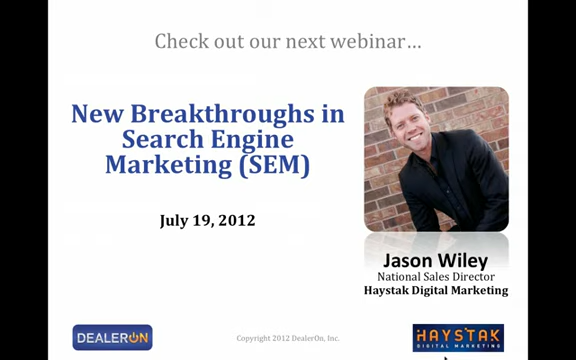 Check out our next webinar…
New Breakthroughs in
Search Engine
Marketing (SEM)
July 19, 2012
Jason Wiley
National Sales Director
Haystak Digital Marketing
DEALERON
Copyright 2012 DealerOn, Inc.
HAYSTAK
DIGITAL MARKETING